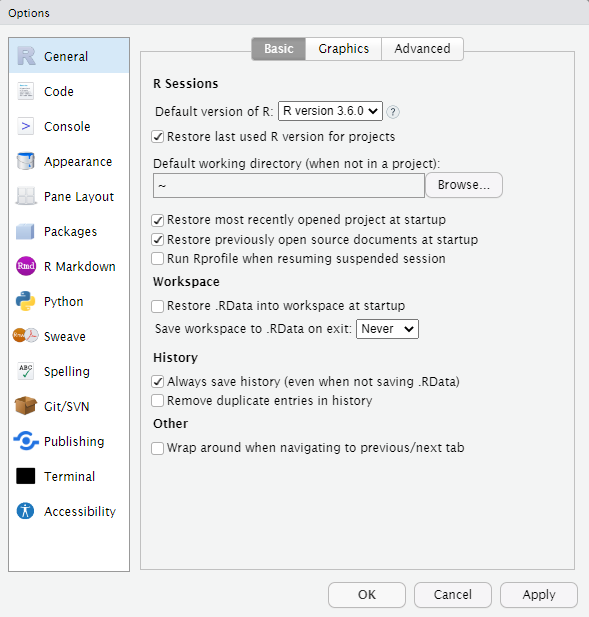 Options
General
Code
Console
Appearance
Pane Layout
Packages
Rmd R Markdown
Python
Sweave
ABC Spelling
Git/SVN
Publishing
Terminal
Accessibility
Basic Graphics Advanced
R Sessions
Default version of R: R version 3.6.0 ?
Restore last used R version for projects
Default working directory (when not in a project):
~ Browse...
Restore most recently opened project at startup
Restore previously open source documents at startup
Run Rprofile when resuming suspended session
Workspace
Restore .RData into workspace at startup
Save workspace to .RData on exit: Never
History
Always save history (even when not saving .RData)
Remove duplicate entries in history
Other
Wrap around when navigating to previous/next tab
OK Cancel Apply